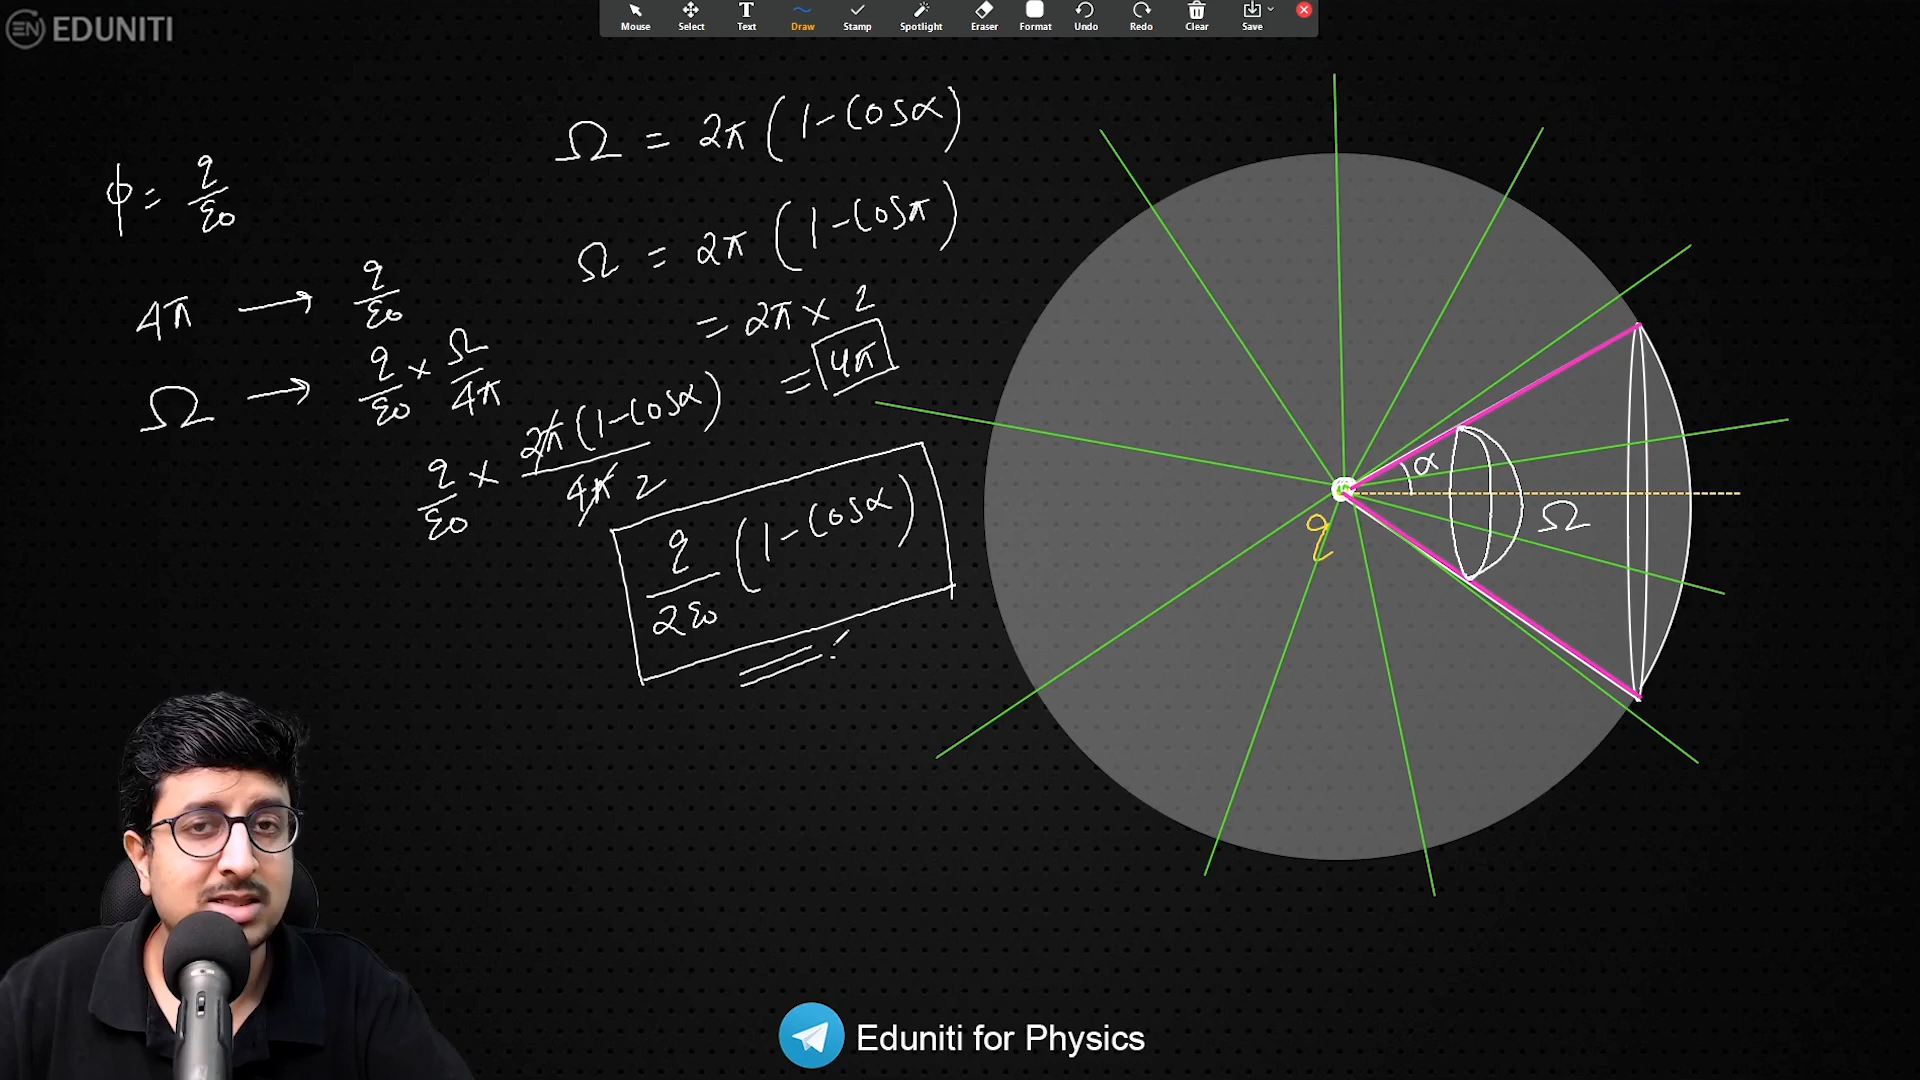 EN EDUNITI
Mouse Select Text Draw Stamp Spotlight Eraser Format Undo Redo Clear Save
Ω = 2π (1-Cosα)
ϕ = q/ε0
Ω = 2π (1-Cosπ)
= 2π × 2
= 4π
4π → q/ε0
Ω → q/ε0 × Ω/4π
q/ε0 × 2π(1-Cosα)/4π 2
q/2ε0 (1-Cosα)
α
Ω
q
Eduniti for Physics